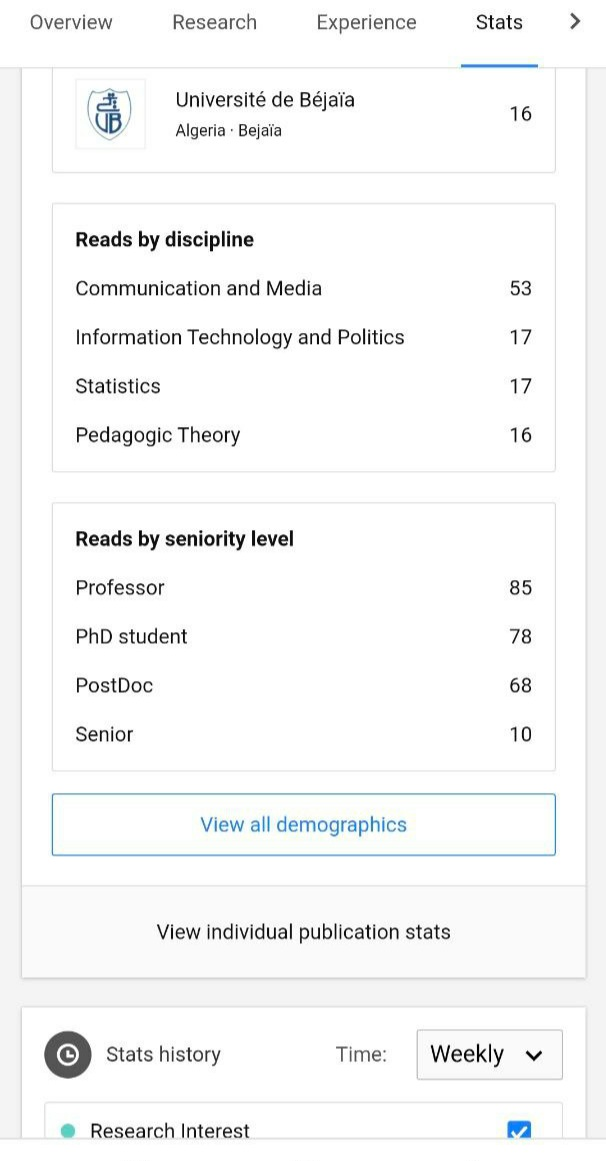 Overview Research Experience Stats
Université de Béjaïa 16
Algeria · Bejaïa
Reads by discipline
Communication and Media 53
Information Technology and Politics 17
Statistics 17
Pedagogic Theory 16
Reads by seniority level
Professor 85
PhD student 78
PostDoc 68
Senior 10
View all demographics
View individual publication stats
Stats history Time: Weekly
Research Interest